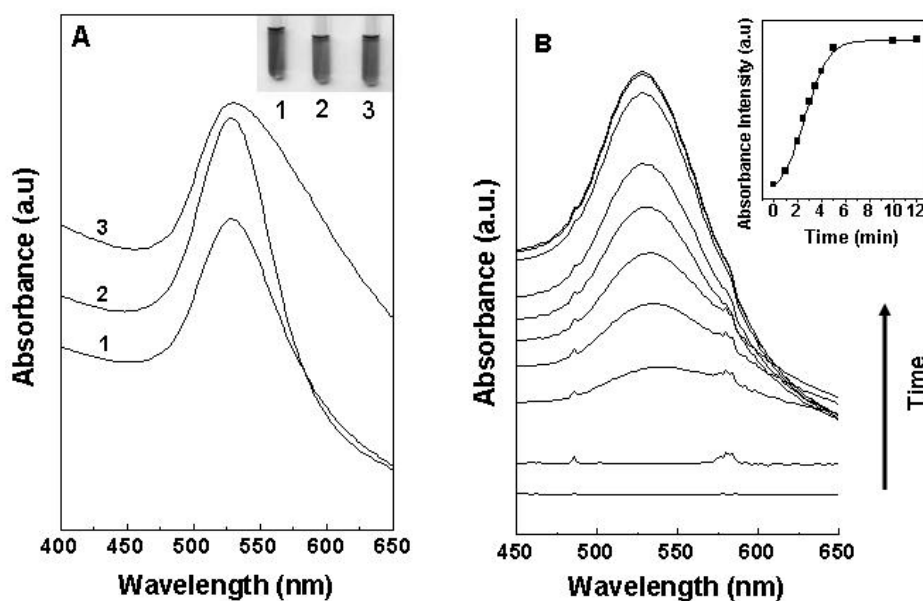 A
1 2 3
3
2
1
Absorbance (a.u)
400 450 500 550 600 650
Wavelength (nm)
B
Absorbance Intensity (a.u)
0 2 4 6 8 10 12
Time (min)
Absorbance (a.u.)
Time
450 500 550 600 650
Wavelength (nm)